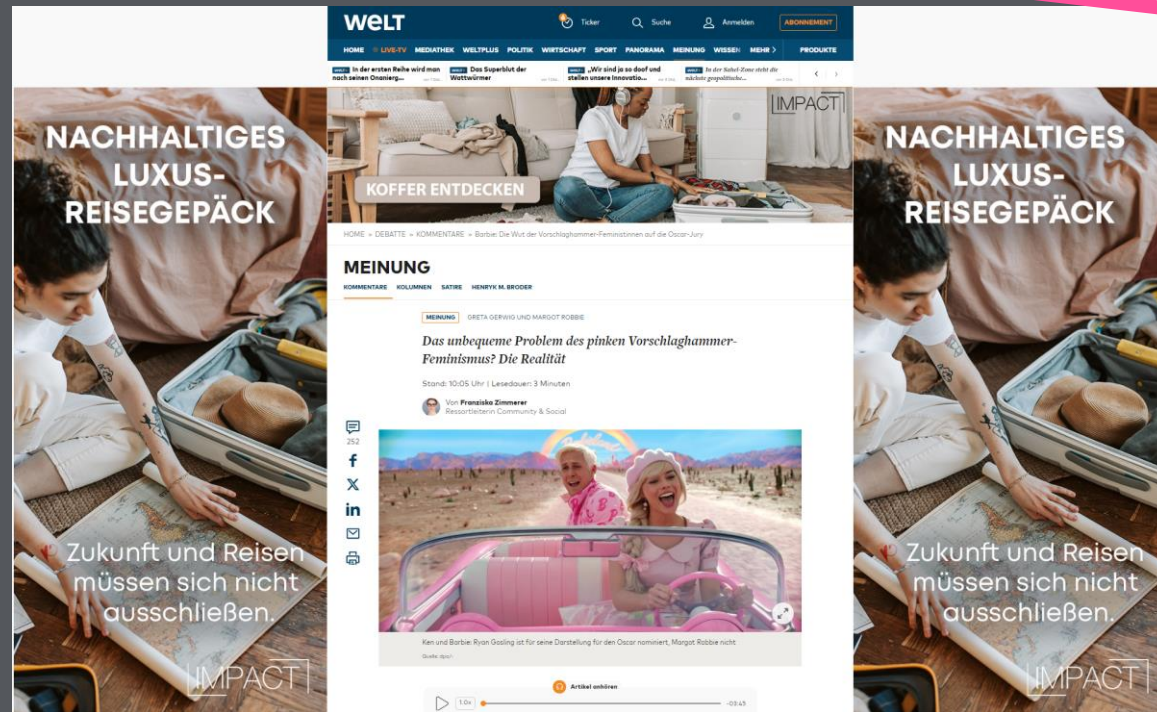 WELT
Ticker
Suche
Anmelden
ABONNEMENT
HOME
LIVE-TV
MEDIATHEK
WELTPLUS
POLITIK
WIRTSCHAFT
SPORT
PANORAMA
MEINUNG
WISSEN
MEHR >
PRODUKTE
In der ersten Reihe wird man
nach seinen Onanierg...
Das Superblut der
Wattwürmer
„Wir sind ja so doof und
stellen unsere Innovatio...
In der Sahel-Zone steht die
nächste geopolitische...
NACHHALTIGES
LUXUS-
REISEGEPÄCK
Zukunft und Reisen
müssen sich nicht
ausschließen.
IMPACT
KOFFER ENTDECKEN
IMPACT
HOME » DEBATTE » KOMMENTARE » Barbie: Die Wut der Vorschlaghammer-Feministinnen auf die Oscar-Jury
MEINUNG
KOMMENTARE
KOLUMNEN
SATIRE
HENRYK M. BRODER
MEINUNG
GRETA GERWIG UND MARGOT ROBBIE
Das unbequeme Problem des pinken Vorschlaghammer-
Feminismus? Die Realität
Stand: 10:05 Uhr | Lesedauer: 3 Minuten
Von Franziska Zimmerer
Ressortleiterin Community & Social
252
Ken und Barbie: Ryan Gosling ist für seine Darstellung für den Oscar nominiert, Margot Robbie nicht
Artikel anhören
1.0x
-03:45
NACHHALTIGES
LUXUS-
REISEGEPÄCK
Zukunft und Reisen
müssen sich nicht
ausschließen.
IMPACT